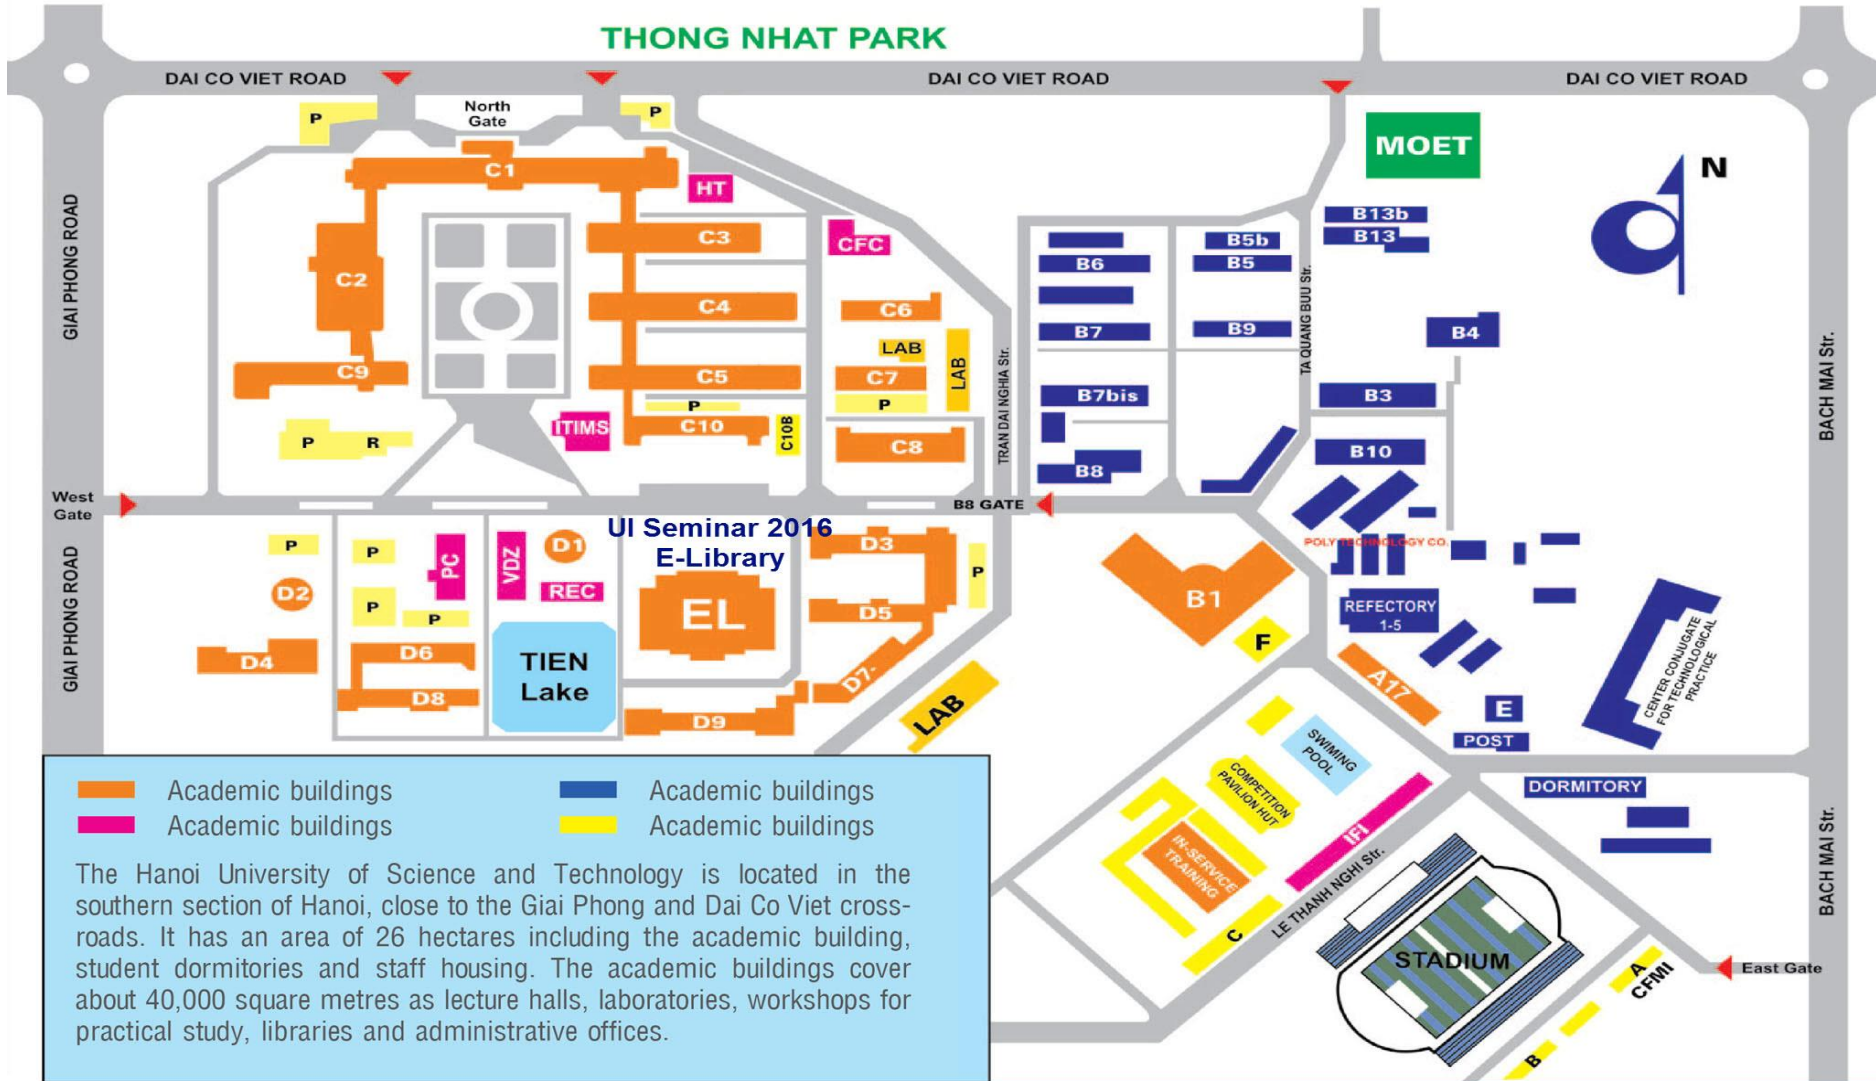 THONG NHAT PARK
DAI CO VIET ROAD
DAI CO VIET ROAD
DAI CO VIET ROAD
P
North
Gate
P
MOET
N
C1
HT
GIAI PHONG ROAD
C2
C3
CFC
C4
C6
LAB
LAB
C9
C5
C7
P
P
P
R
ITIMS
C10
C10B
C8
TRAN DAI NGHIA Str.
B13b
B13
B5b
B6
B5
B7
B9
TA QUANG BUU Str.
B4
B7bis
B3
B8
B10
BACH MAI Str.
West
Gate
B8 GATE
UI Seminar 2016
E-Library
P
P
PC
VDZ
D1
D3
P
D2
P
P
REC
EL
D5
D4
D6
D8
TIEN
Lake
D7
D9
LAB
GIAI PHONG ROAD
B1
F
POLY TECHNOLOGY CO.
REFECTORY
1-5
A17
E
POST
CENTER CONJUGATE
FOR TECHNOLOGICAL
PRACTICE
SWIMING
POOL
COMPETITION
PAVILION HUT
IN-SERVICE
TRAINING
IFI
C
LE THANH NGHI Str.
DORMITORY
BACH MAI Str.
STADIUM
A
CFMI
B
East Gate
Academic buildings
Academic buildings
Academic buildings
Academic buildings
The Hanoi University of Science and Technology is located in the
southern section of Hanoi, close to the Giai Phong and Dai Co Viet cross-
roads. It has an area of 26 hectares including the academic building,
student dormitories and staff housing. The academic buildings cover
about 40,000 square metres as lecture halls, laboratories, workshops for
practical study, libraries and administrative offices.